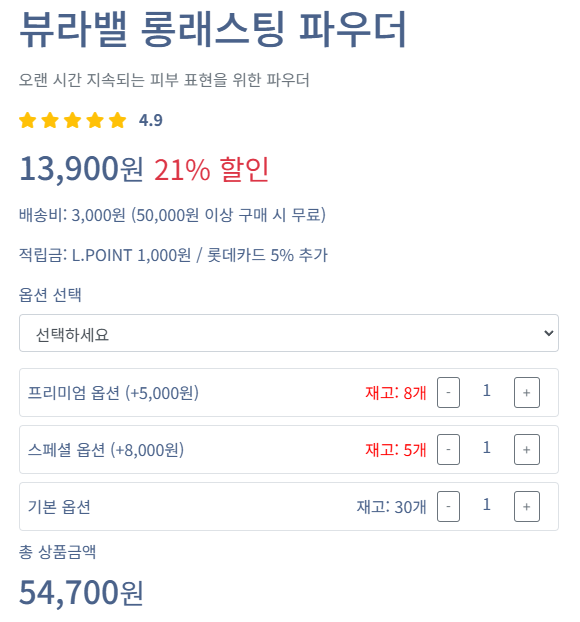 뷰라밸 롱래스팅 파우더
오랜 시간 지속되는 피부 표현을 위한 파우더
4.9
13,900원 21% 할인
배송비: 3,000원 (50,000원 이상 구매 시 무료)
적립금: L.POINT 1,000원 / 롯데카드 5% 추가
옵션 선택
선택하세요
프리미엄 옵션 (+5,000원) 재고: 8개 - 1 +
스페셜 옵션 (+8,000원) 재고: 5개 - 1 +
기본 옵션 재고: 30개 - 1 +
총 상품금액
54,700원